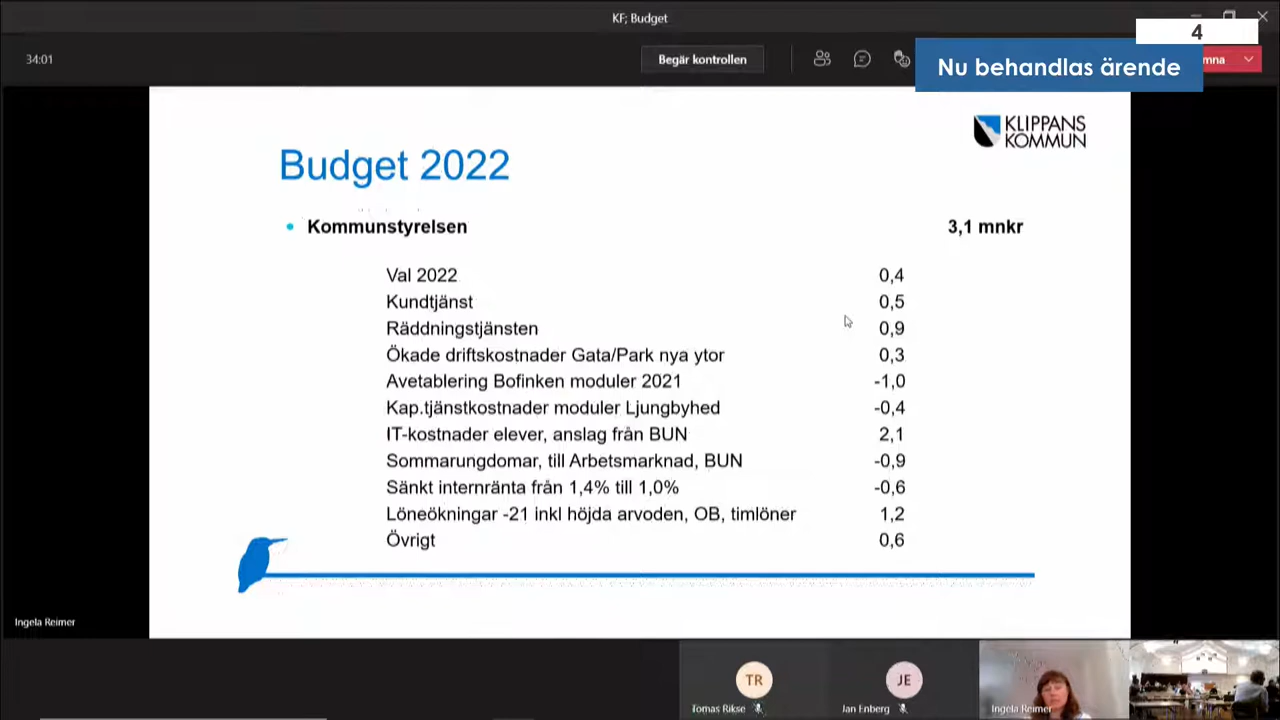 KF; Budget
4
34:01
Begär kontrollen
mna
Nu behandlas ärende
KLIPPANS
KOMMUN
Budget 2022
• Kommunstyrelsen 3,1 mnkr
Val 2022 0,4
Kundtjänst 0,5
Räddningstjänsten 0,9
Ökade driftskostnader Gata/Park nya ytor 0,3
Avetablering Bofinken moduler 2021 -1,0
Kap.tjänstkostnader moduler Ljungbyhed -0,4
IT-kostnader elever, anslag från BUN 2,1
Sommarungdomar, till Arbetsmarknad, BUN -0,9
Sänkt internränta från 1,4% till 1,0% -0,6
Löneökningar -21 inkl höjda arvoden, OB, timlöner 1,2
Övrigt 0,6
Ingela Reimer
TR
JE
Tomas Rikse
Jan Enberg
Ingela Reimer